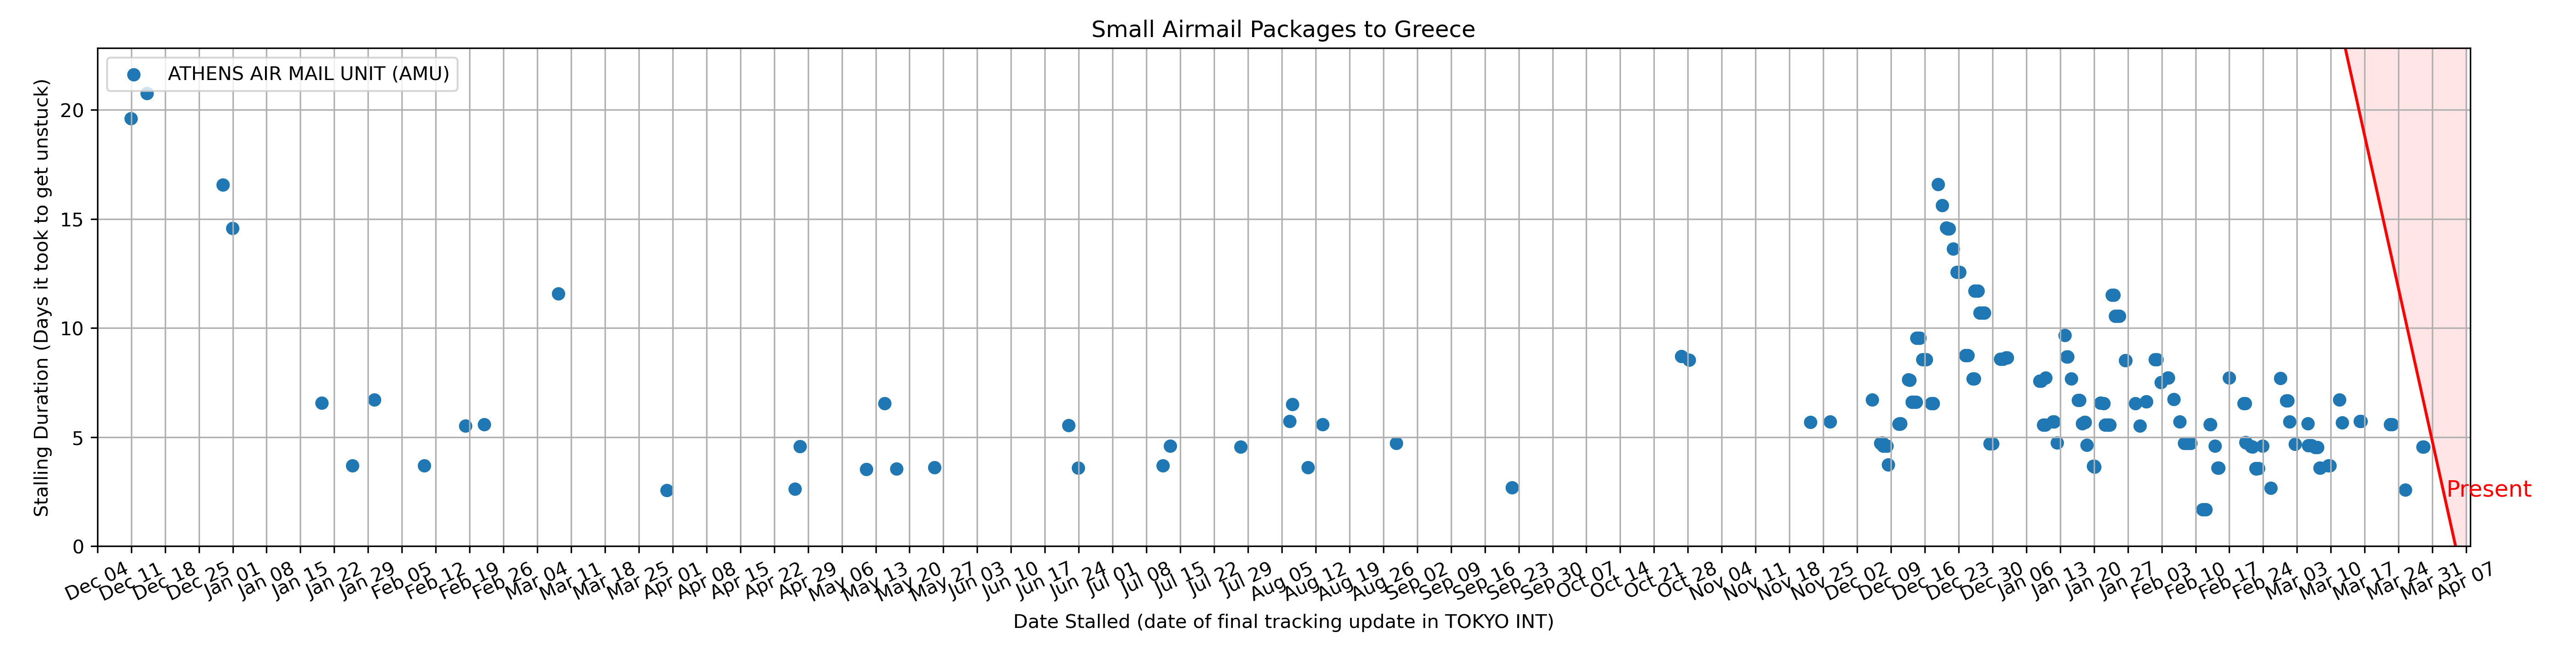 Small Airmail Packages to Greece
ATHENS AIR MAIL UNIT (AMU)
Stalling Duration (Days it took to get unstuck)
20
15
10
5
0
Present
Dec 04
Dec 11
Dec 18
Dec 25
Jan 01
Jan 08
Jan 15
Jan 22
Jan 29
Feb 05
Feb 12
Feb 19
Feb 26
Mar 04
Mar 11
Mar 18
Mar 25
Apr 01
Apr 08
Apr 15
Apr 22
Apr 29
May 06
May 13
May 20
May 27
Jun 03
Jun 10
Jun 17
Jun 24
Jul 01
Jul 08
Jul 15
Jul 22
Jul 29
Aug 05
Aug 12
Aug 19
Aug 26
Sep 02
Sep 09
Sep 16
Sep 23
Sep 30
Oct 07
Oct 14
Oct 21
Oct 28
Nov 04
Nov 11
Nov 18
Nov 25
Dec 02
Dec 09
Dec 16
Dec 23
Dec 30
Jan 06
Jan 13
Jan 20
Jan 27
Feb 03
Feb 10
Feb 17
Feb 24
Mar 03
Mar 10
Mar 17
Mar 24
Mar 31
Apr 07
Date Stalled (date of final tracking update in TOKYO INT)